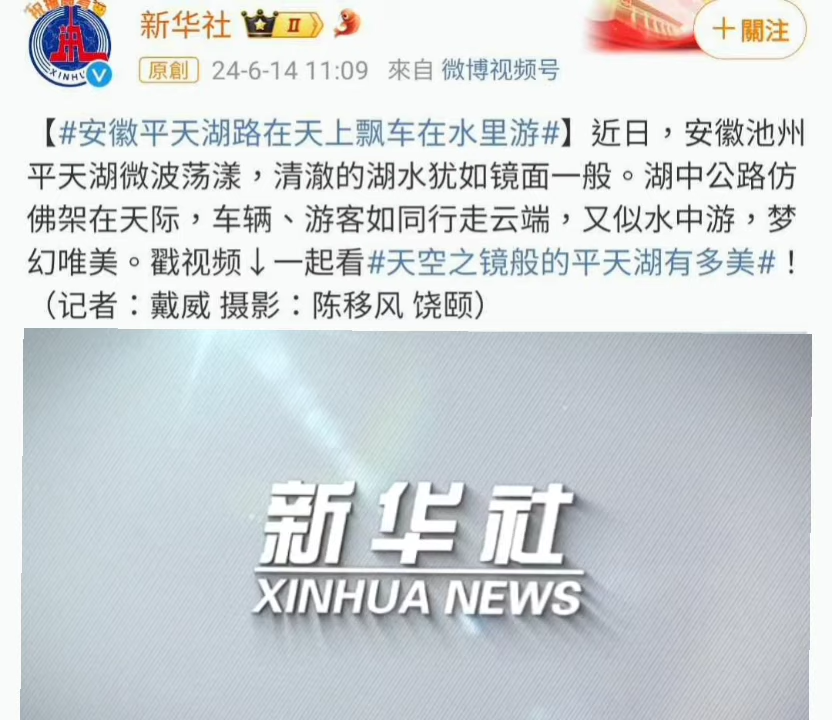 新华社 II
XINHU
原創 24-6-14 11:09 來自 微博视频号
＋關注
【#安徽平天湖路在天上飘车在水里游#】近日，安徽池州
平天湖微波荡漾，清澈的湖水犹如镜面一般。湖中公路仿
佛架在天际，车辆、游客如同行走云端，又似水中游，梦
幻唯美。戳视频↓一起看#天空之镜般的平天湖有多美#！
（记者：戴威 摄影：陈移风 饶颐）
新华社
XINHUA NEWS